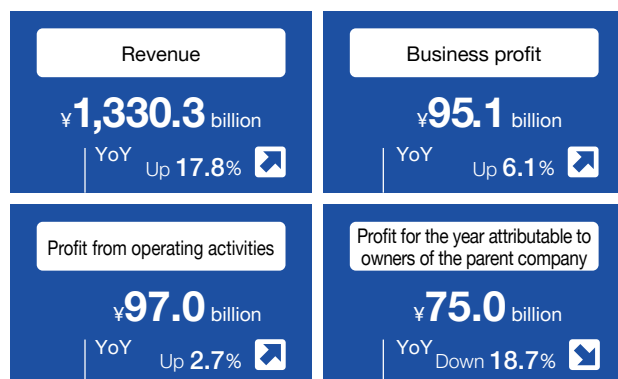 Revenue
¥1,330.3 billion
YoY Up 17.8%
Business profit
¥95.1 billion
YoY Up 6.1%
Profit from operating activities
¥97.0 billion
YoY Up 2.7%
Profit for the year attributable to
owners of the parent company
¥75.0 billion
YoY Down 18.7%